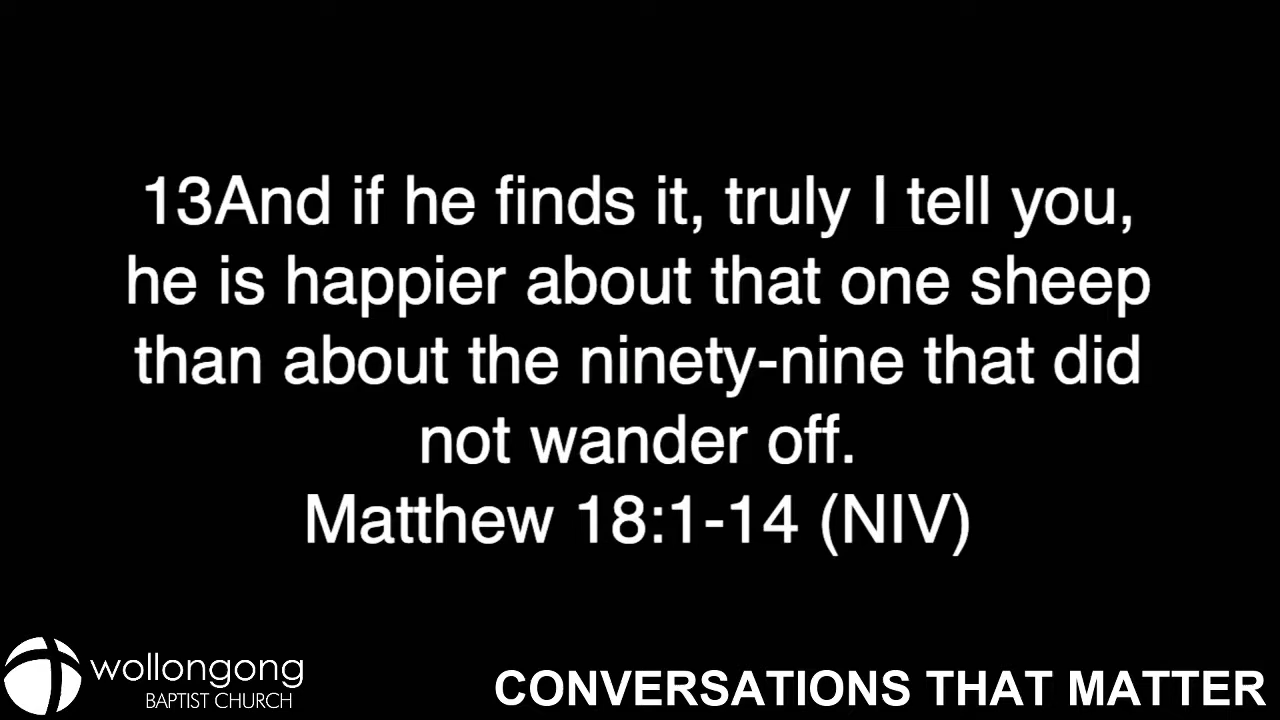 13And if he finds it, truly I tell you,
he is happier about that one sheep
than about the ninety-nine that did
not wander off.
Matthew 18:1-14 (NIV)
wollongong
BAPTIST CHURCH
CONVERSATIONS THAT MATTER